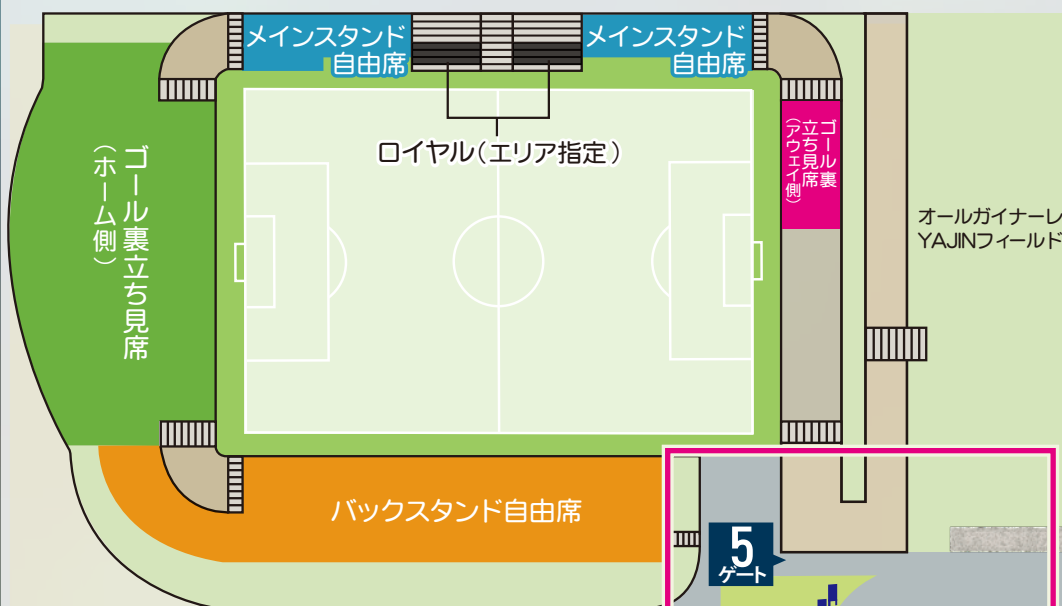 メインスタンド
自由席
メインスタンド
自由席
ロイヤル（エリア指定）
ゴール裏立ち見席
（ホーム側）
ゴール裏
立ち見席
（アウェイ側）
オールガイナーレ
YAJINフィールド
バックスタンド自由席
5
ゲート